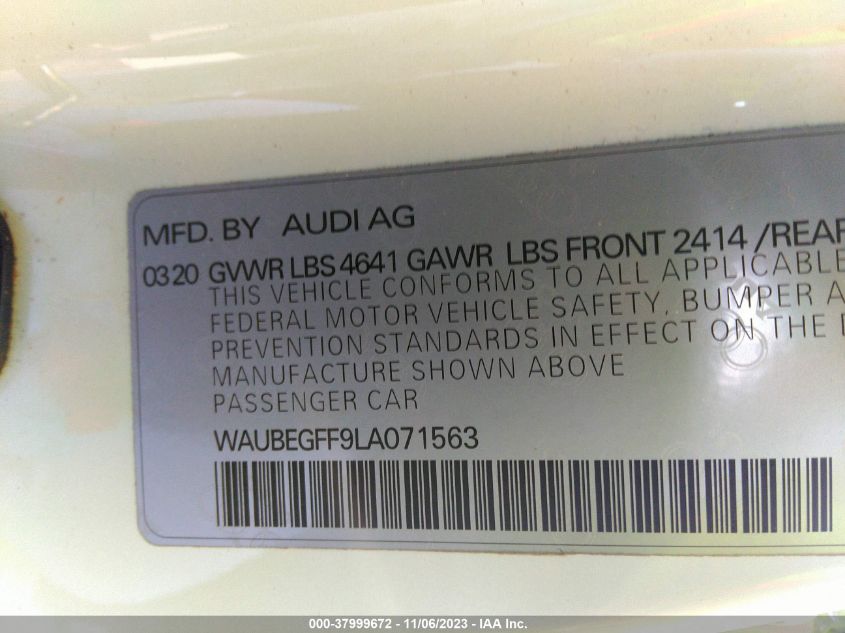 MFD. BY AUDI AG
0320 GVWR LBS 4641 GAWR LBS FRONT 2414 /REAR
THIS VEHICLE CONFORMS TO ALL APPLICABLE
FEDERAL MOTOR VEHICLE SAFETY, BUMPER A
PREVENTION STANDARDS IN EFFECT ON THE D
MANUFACTURE SHOWN ABOVE
PASSENGER CAR
WAUBEGFF9LA071563
000-37999672 - 11/06/2023 - IAA Inc.